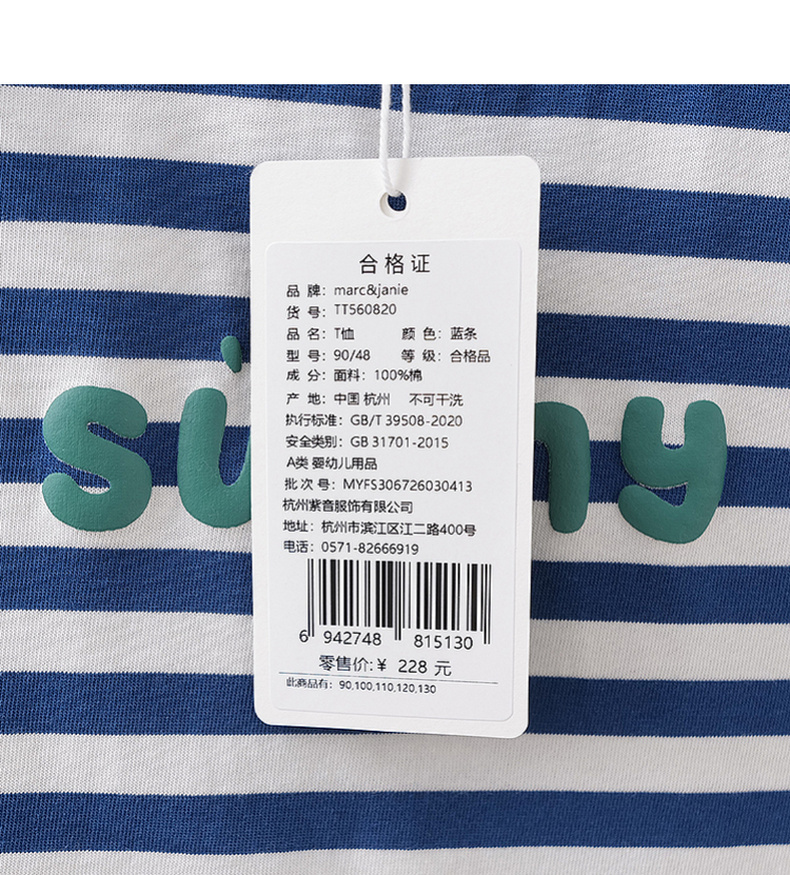 合格证
品 牌：marc&janie
货 号：TT560820
品 名：T恤 颜 色：蓝条
型 号：90/48 等 级：合格品
成 分：面料：100%棉
产 地：中国 杭州 不可干洗
执行标准：GB/T 39508-2020
安全类别：GB 31701-2015
A类 婴幼儿用品
批 次 号：MYFS306726030413
杭州紫音服饰有限公司
地址：杭州市滨江区江二路400号
电话：0571-82666919
6 942748 815130
零售价:¥ 228 元
此商品有：90,100,110,120,130